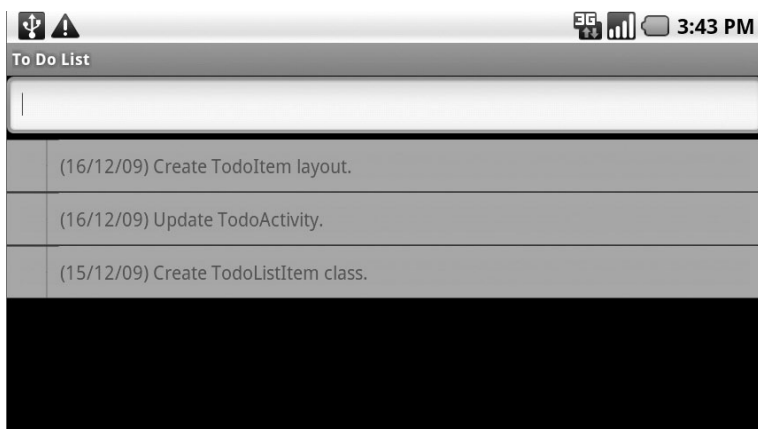 3G 3:43 PM
To Do List
(16/12/09) Create TodoItem layout.
(16/12/09) Update TodoActivity.
(15/12/09) Create TodoListItem class.